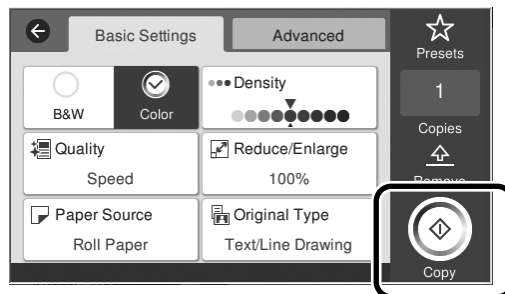 Basic Settings
Advanced
Presets
B&W
Color
Density
1
Copies
Quality
Speed
Reduce/Enlarge
100%
Remove
Paper Source
Roll Paper
Original Type
Text/Line Drawing
Copy